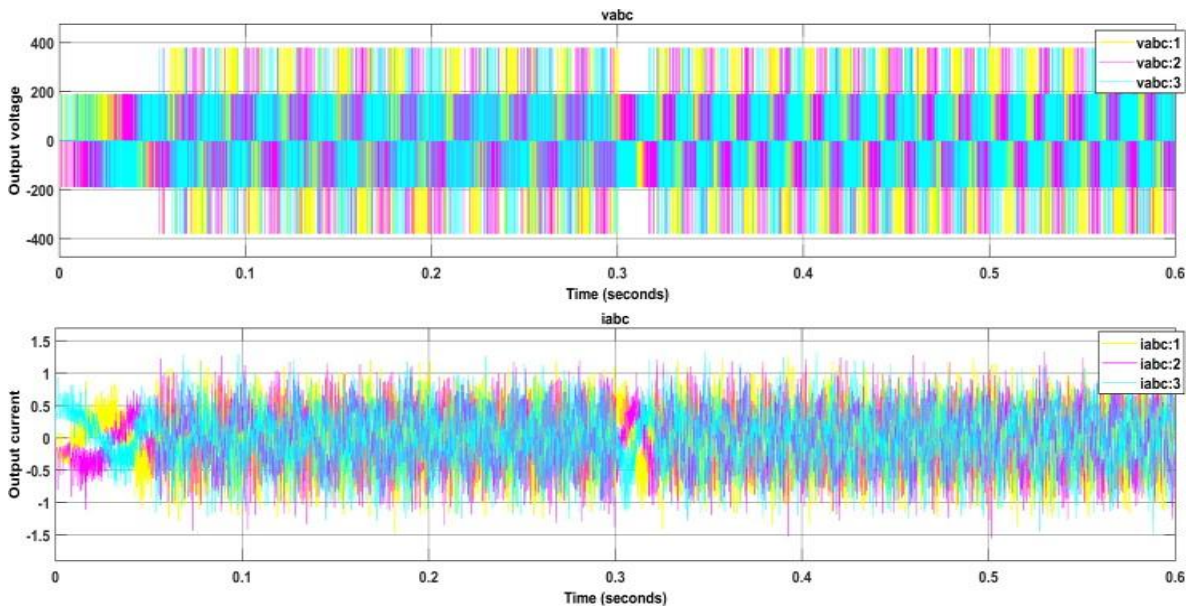 vabc
Output voltage
400
200
0
-200
-400
vabc:1
vabc:2
vabc:3
0 0.1 0.2 0.3 0.4 0.5 0.6
Time (seconds)
iabc
Output current
1.5
1
0.5
0
-0.5
-1
-1.5
iabc:1
iabc:2
iabc:3
0 0.1 0.2 0.3 0.4 0.5 0.6
Time (seconds)